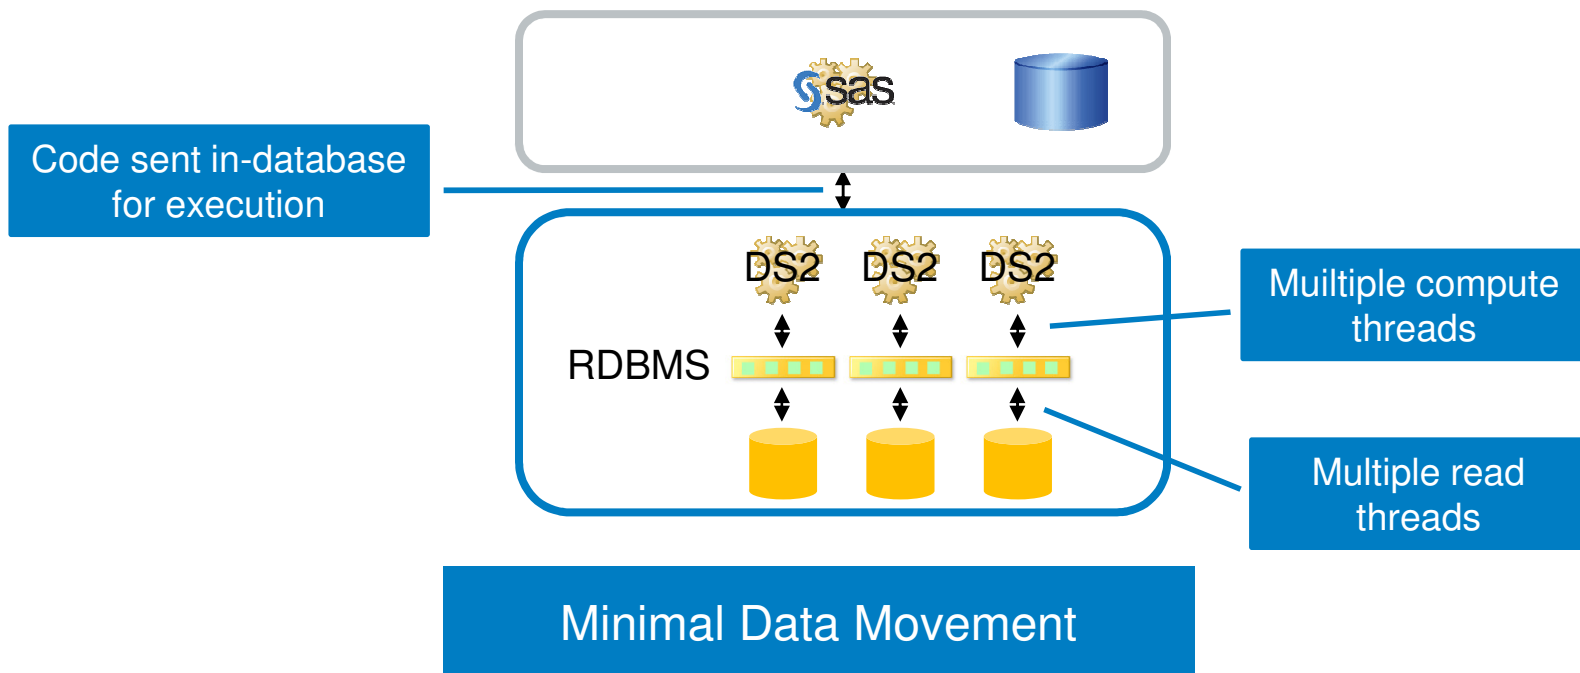 sas
Code sent in-database
for execution
DS2 DS2 DS2
Muiltiple compute
threads
RDBMS
Multiple read
threads
Minimal Data Movement